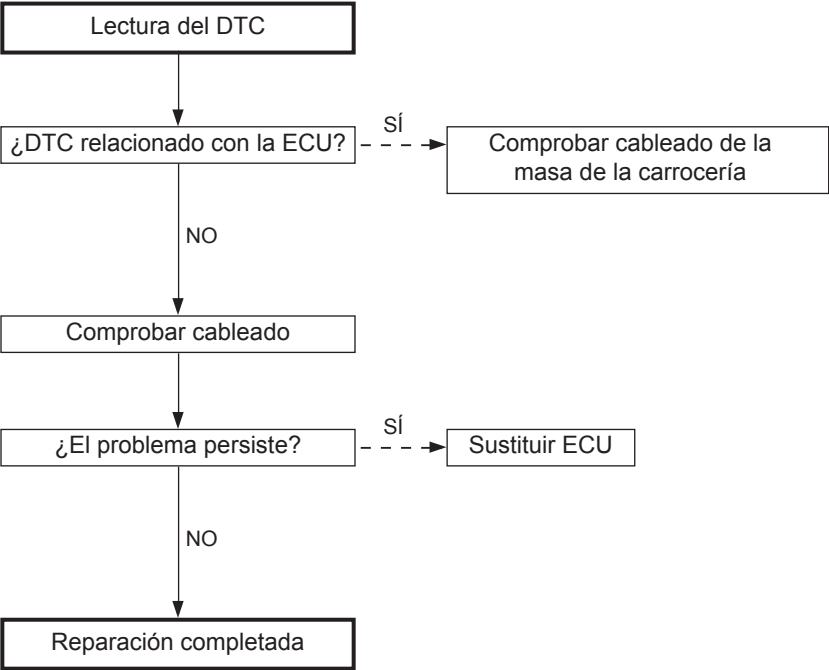 Lectura del DTC
¿DTC relacionado con la ECU?
SÍ
Comprobar cableado de la
masa de la carrocería
NO
Comprobar cableado
¿El problema persiste?
SÍ
Sustituir ECU
NO
Reparación completada